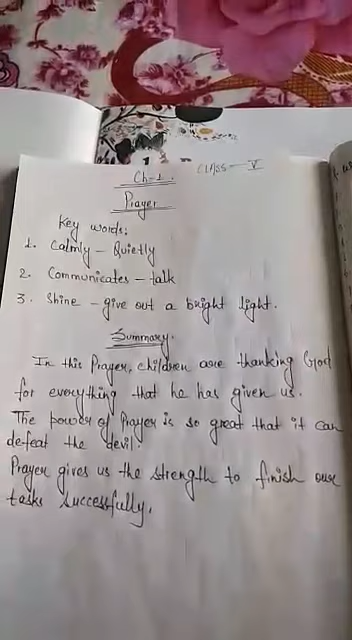 Ch-1.
CLASS - V
Prayer
Key words:
1. Calmly - Quietly
2. Communicates - talk
3. Shine - give out a bright light.
Summary.
In this Prayer, children are thanking God
for everything that he has given us.
The power of Prayer is so great that it can
defeat the devil.
Prayer gives us the strength to finish our
tasks successfully.